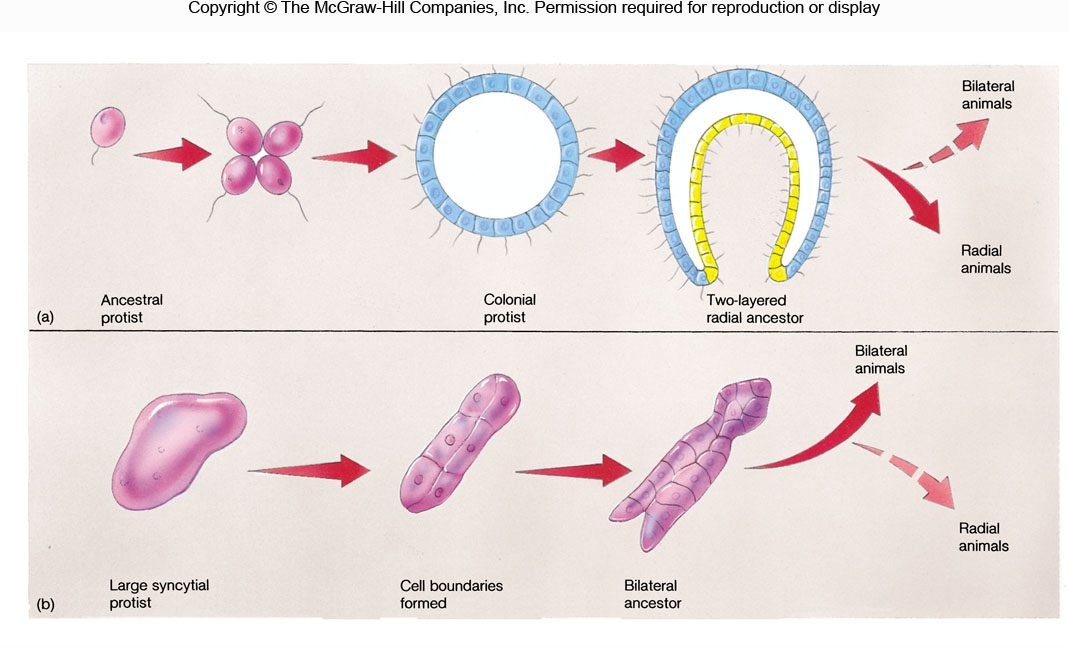 Copyright © The McGraw-Hill Companies, Inc. Permission required for reproduction or display
Bilateral
animals
Radial
animals
Ancestral
protist
Colonial
protist
Two-layered
radial ancestor
(a)
Bilateral
animals
Radial
animals
Large syncytial
protist
Cell boundaries
formed
Bilateral
ancestor
(b)